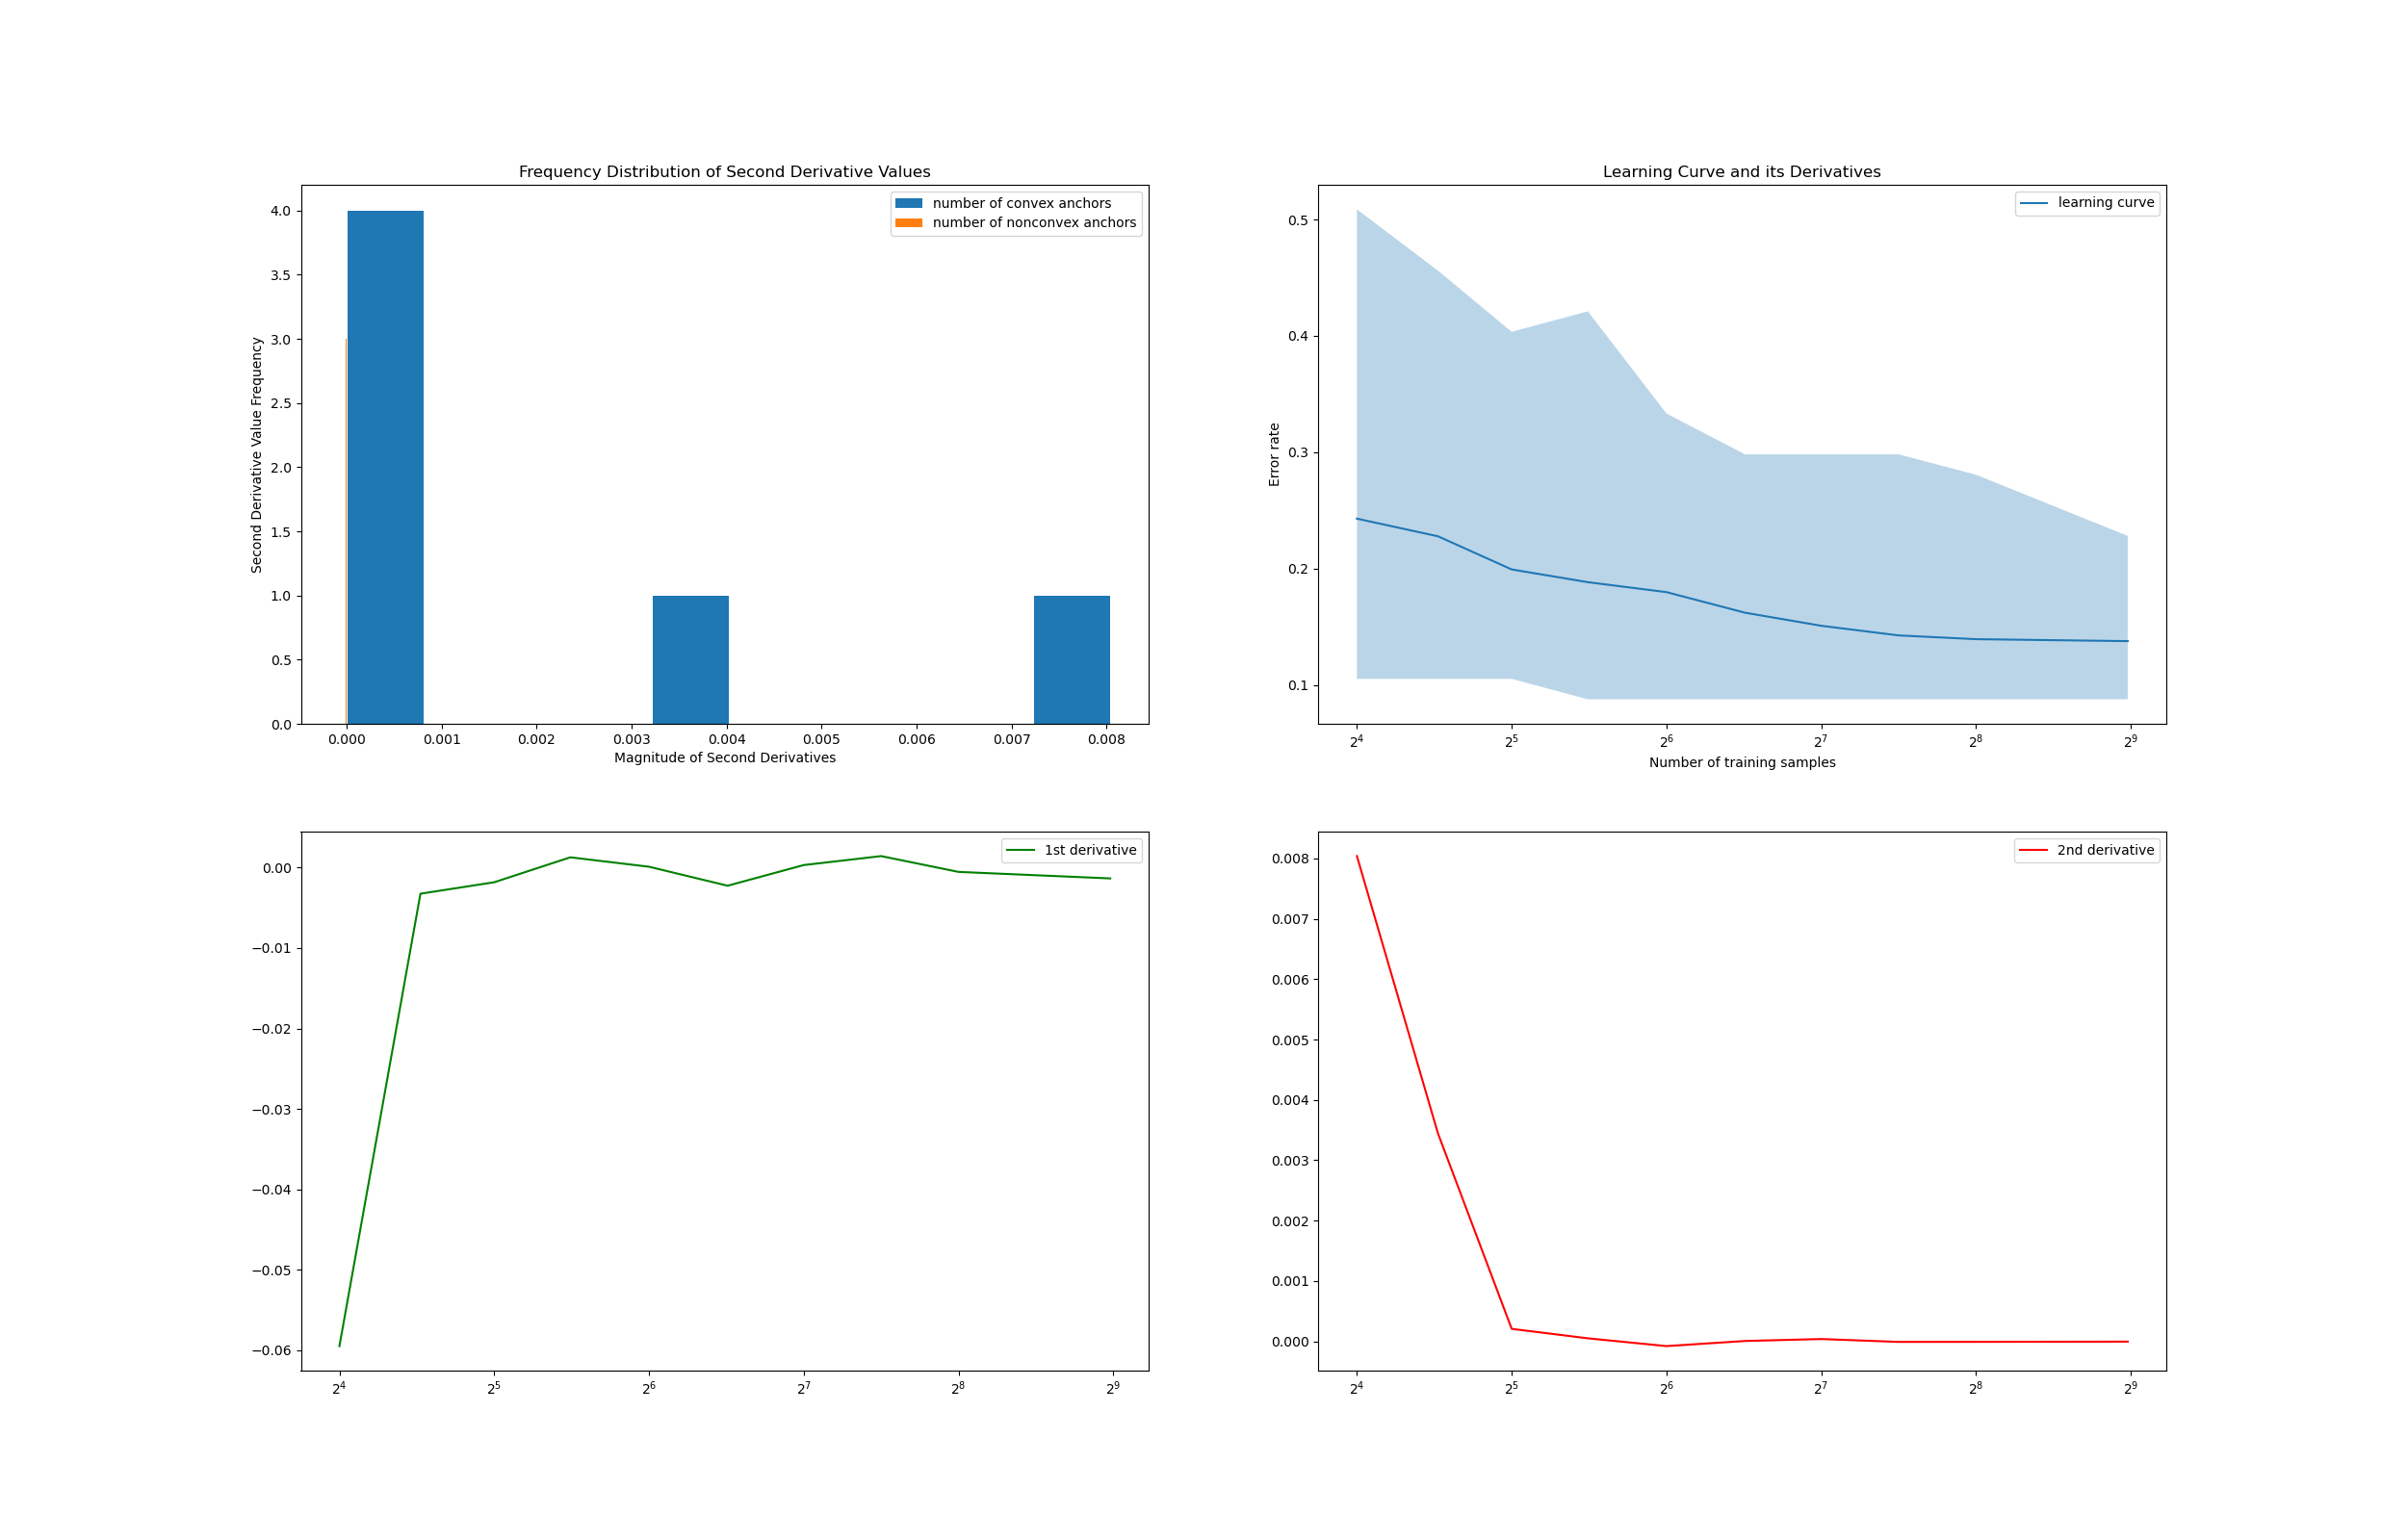 Frequency Distribution of Second Derivative Values
number of convex anchors
number of nonconvex anchors
Second Derivative Value Frequency
4.0
3.5
3.0
2.5
2.0
1.5
1.0
0.5
0.0
0.000 0.001 0.002 0.003 0.004 0.005 0.006 0.007 0.008
Magnitude of Second Derivatives
Learning Curve and its Derivatives
learning curve
Error rate
0.5
0.4
0.3
0.2
0.1
2⁴ 2⁵ 2⁶ 2⁷ 2⁸ 2⁹
Number of training samples
1st derivative
0.00
−0.01
−0.02
−0.03
−0.04
−0.05
−0.06
2⁴ 2⁵ 2⁶ 2⁷ 2⁸ 2⁹
2nd derivative
0.008
0.007
0.006
0.005
0.004
0.003
0.002
0.001
0.000
2⁴ 2⁵ 2⁶ 2⁷ 2⁸ 2⁹